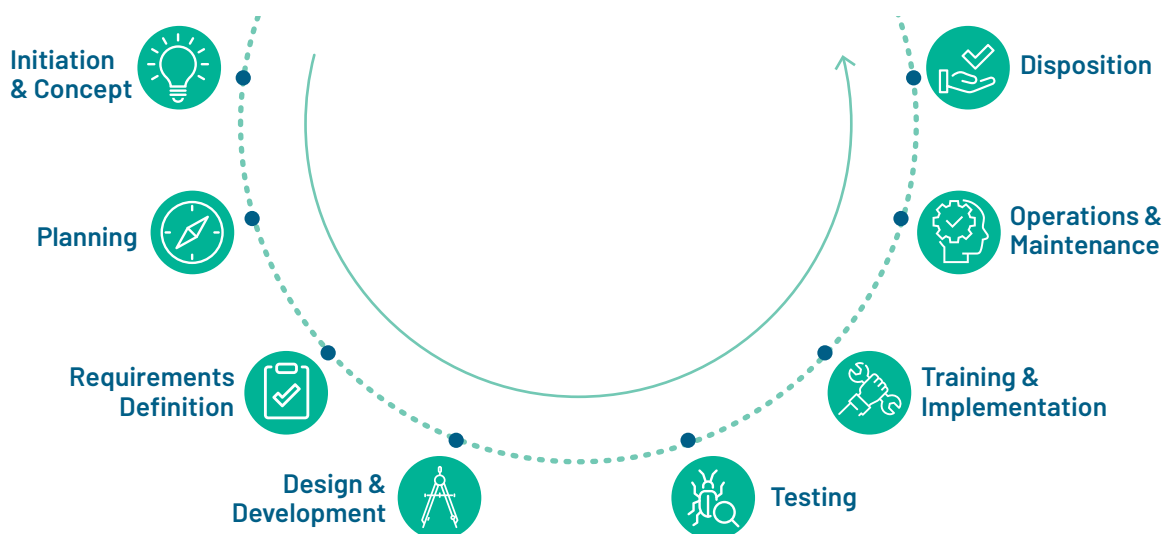 Initiation
& Concept
Planning
Requirements
Definition
Design &
Development
Testing
Training &
Implementation
Operations &
Maintenance
Disposition